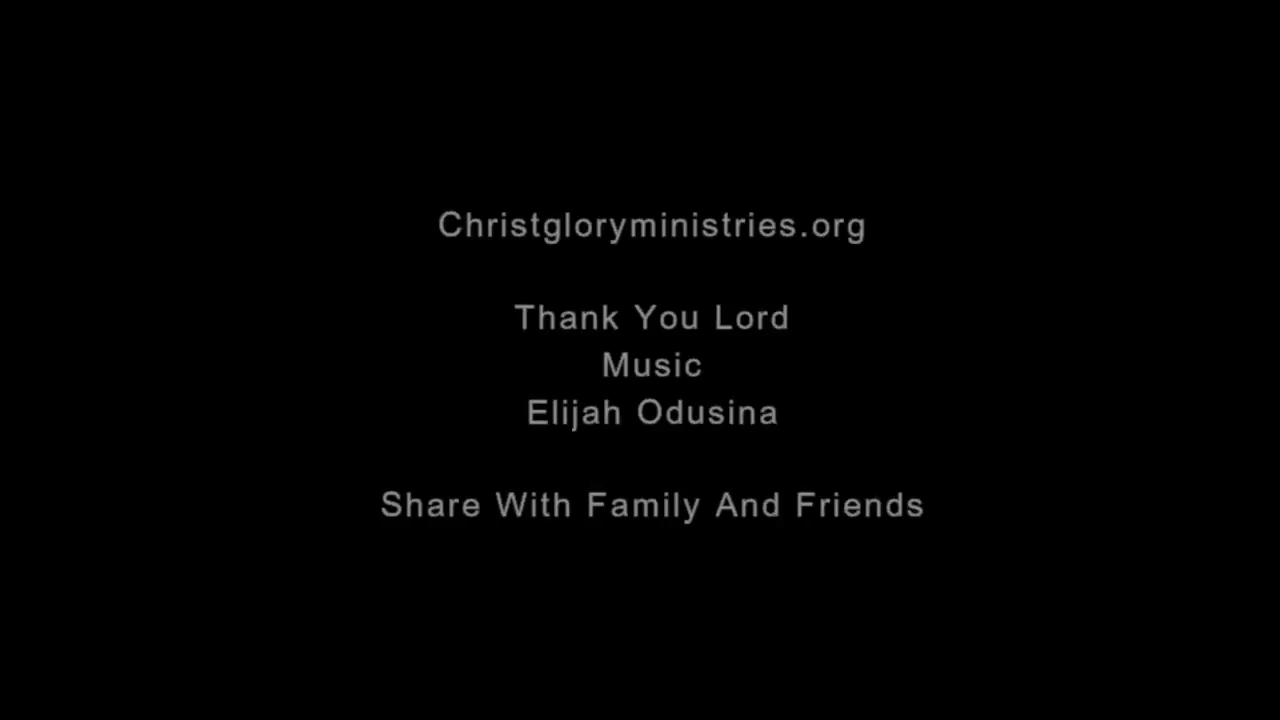 Christgloryministries.org
Thank You Lord
Music
Elijah Odusina
Share With Family And Friends